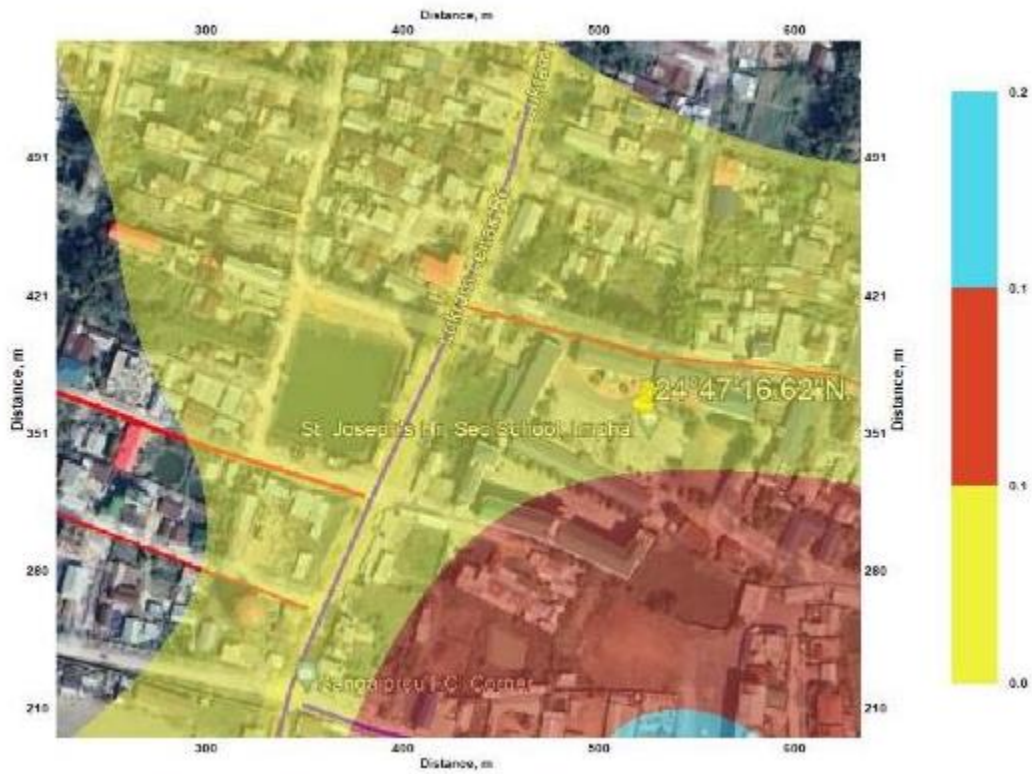 Distance, m
300 400 500 600
491 491
421 421
24°47'16.62"N
Distance, m
Distance, m
351 351
St. Joseph's Hr. Sec School, Impha
280 280
210 210
300 400 500 600
Distance, m
0.2
0.1
0.1
0.0